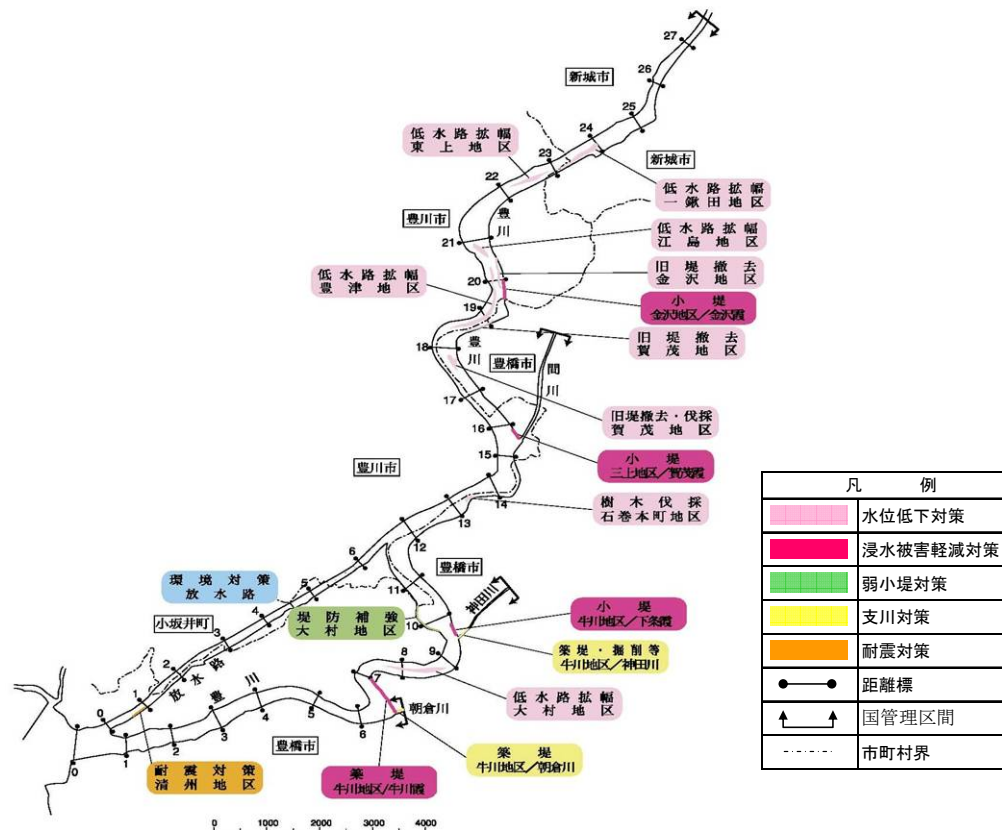 27
26
新城市
25
24
低水路拡幅
東上地区
23
新城市
22
低水路拡幅
一鍬田地区
豊川市
豊川
低水路拡幅
江島地区
21
低水路拡幅
豊津地区
20
旧堤撤去
金沢地区
小堤
金沢地区/金沢霞
19
旧堤撤去
賀茂地区
18
豊川
豊橋市
間川
17
旧堤撤去・伐採
賀茂地区
16
小堤
三上地区/賀茂霞
15
豊川市
14
樹木伐採
石巻本町地区
13
12
6
豊橋市
環境対策
放水路
5
11
神田川
4
小坂井町
堤防補強
大村地区
10
小堤
牛川地区/下条霞
3
築堤・掘削等
牛川地区/神田川
2
放水路
9
8
7
低水路拡幅
大村地区
1
豊川
朝倉川
0
4
5
6
3
2
1
0
豊橋市
耐震対策
清州地区
築堤
牛川地区/牛川霞
築堤
牛川地区/朝倉川
0 1000 2000 3000 4000
凡例
水位低下対策
浸水被害軽減対策
弱小堤対策
支川対策
耐震対策
距離標
国管理区間
市町村界